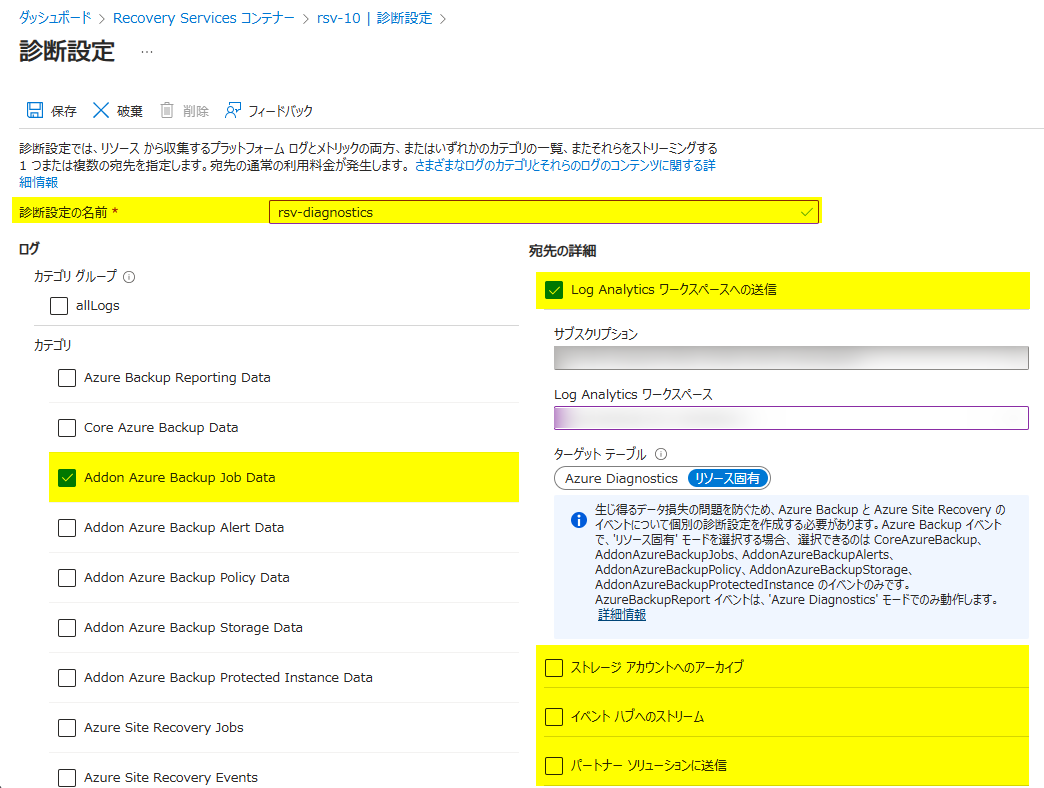 ダッシュボード > Recovery Services コンテナー > rsv-10 | 診断設定 >
診断設定 …
保存 破棄 削除 フィードバック
診断設定では、リソース から収集するプラットフォーム ログとメトリックの両方、またはいずれかのカテゴリの一覧、またそれらをストリーミングする
1 つまたは複数の宛先を指定します。宛先の通常の利用料金が発生します。さまざまなログのカテゴリとそれらのログのコンテンツに関する詳
細情報
診断設定の名前 * rsv-diagnostics
ログ
カテゴリ グループ
allLogs
カテゴリ
Azure Backup Reporting Data
Core Azure Backup Data
Addon Azure Backup Job Data
Addon Azure Backup Alert Data
Addon Azure Backup Policy Data
Addon Azure Backup Storage Data
Addon Azure Backup Protected Instance Data
Azure Site Recovery Jobs
Azure Site Recovery Events
宛先の詳細
Log Analytics ワークスペースへの送信
サブスクリプション
Log Analytics ワークスペース
ターゲット テーブル
Azure Diagnostics リソース固有
生じ得るデータ損失の問題を防ぐため、Azure Backup と Azure Site Recovery の
イベントについて個別の診断設定を作成する必要があります。Azure Backup イベント
で、'リソース固有' モードを選択する場合、選択できるのは CoreAzureBackup、
AddonAzureBackupJobs、AddonAzureBackupAlerts、
AddonAzureBackupPolicy、AddonAzureBackupStorage、
AddonAzureBackupProtectedInstance のイベントのみです。
AzureBackupReport イベントは、'Azure Diagnostics' モードでのみ動作します。
詳細情報
ストレージ アカウントへのアーカイブ
イベント ハブへのストリーム
パートナー ソリューションに送信